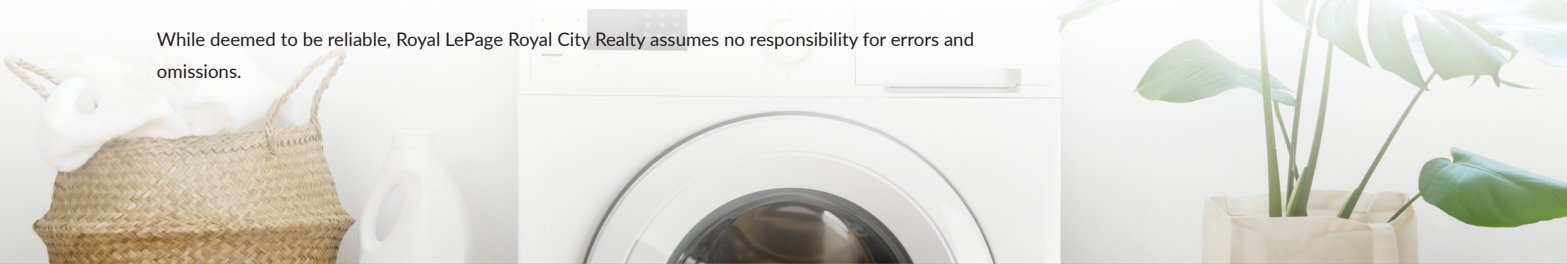 While deemed to be reliable, Royal LePage Royal City Realty assumes no responsibility for errors and
omissions.